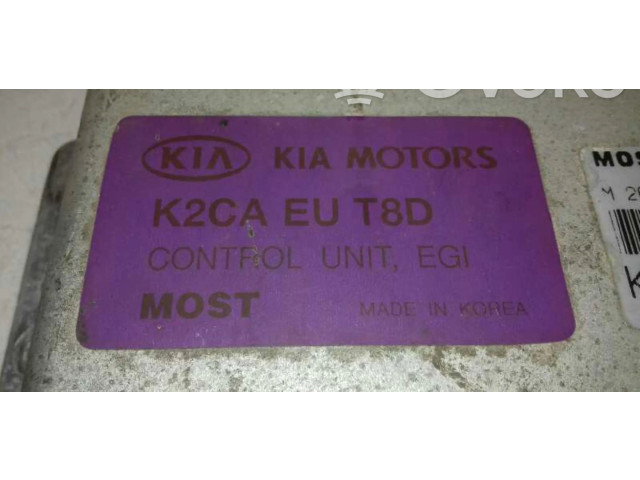 KIA KIA MOTORS
K2CA EU T8D
CONTROL UNIT, EGI
MOST MADE IN KOREA